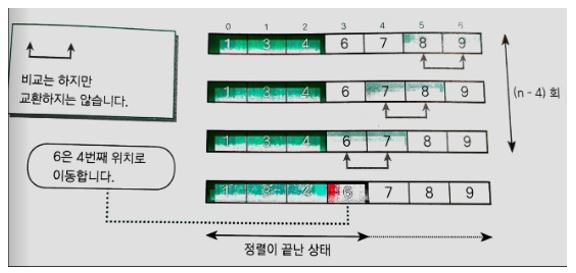 0 1 2 3 4 5 6
1 3 4 6 7 8 9
비교는 하지만
교환하지는 않습니다.
1 3 4 6 7 8 9
(n - 4) 회
1 3 4 6 7 8 9
6은 4번째 위치로
이동합니다.
1 3 4 6 7 8 9
정렬이 끝난 상태